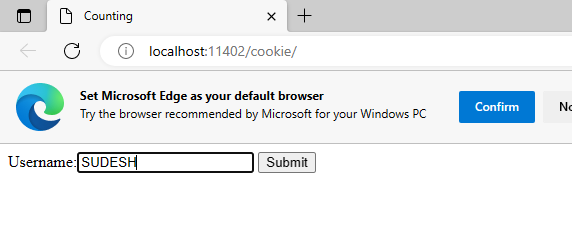 Counting
localhost:11402/cookie/
Set Microsoft Edge as your default browser
Try the browser recommended by Microsoft for your Windows PC
Confirm
No
Username: SUDESH Submit